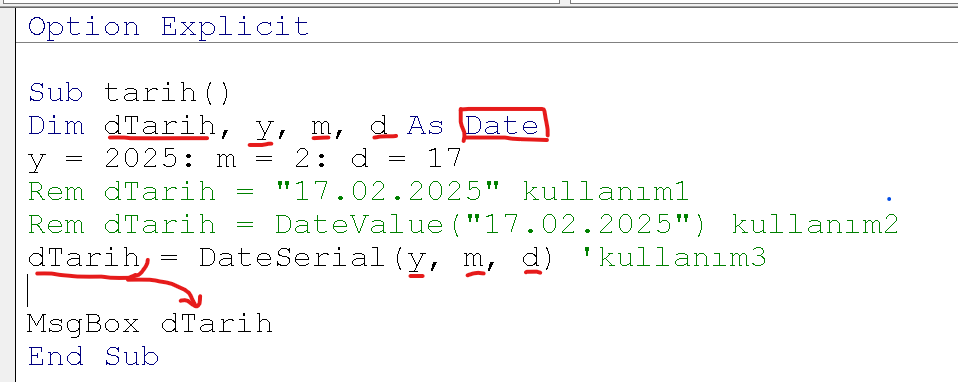 Option Explicit
Sub tarih()
Dim dTarih, y, m, d As Date
y = 2025: m = 2: d = 17
Rem dTarih = "17.02.2025" kullanım1
Rem dTarih = DateValue("17.02.2025") kullanım2
dTarih = DateSerial(y, m, d) 'kullanım3
MsgBox dTarih
End Sub